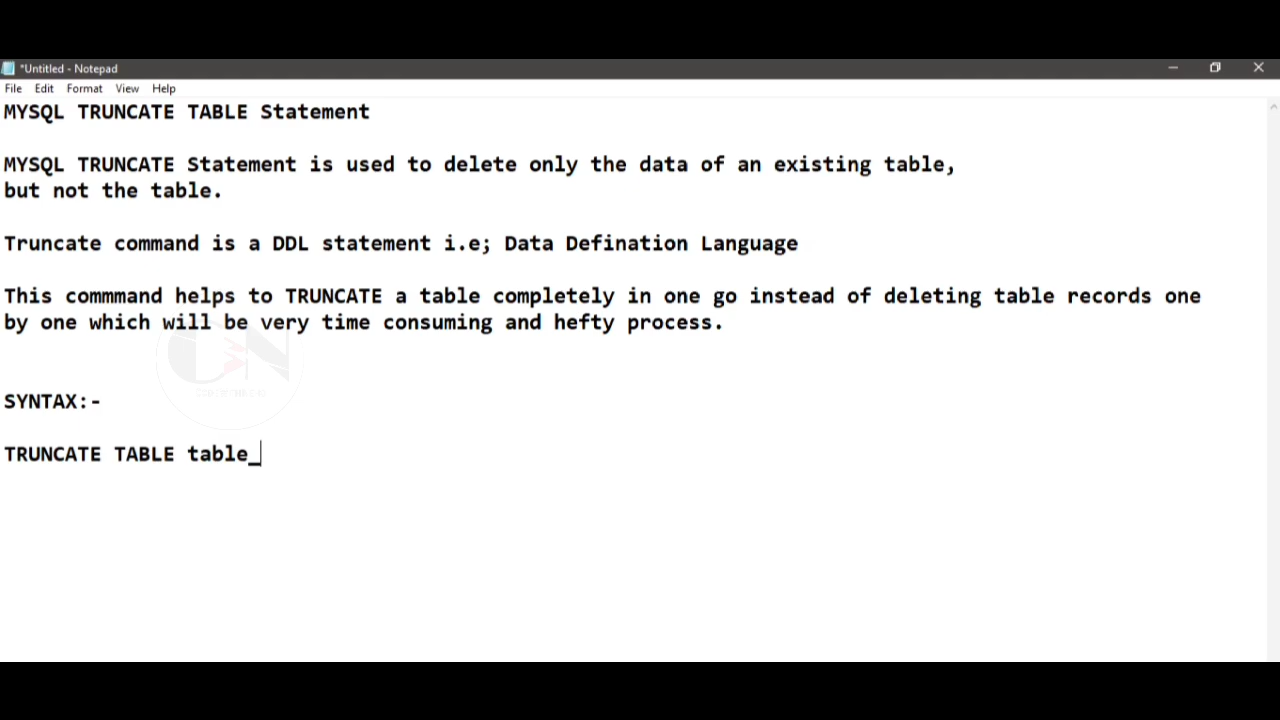 *Untitled - Notepad
File Edit Format View Help
MYSQL TRUNCATE TABLE Statement
MYSQL TRUNCATE Statement is used to delete only the data of an existing table,
but not the table.
Truncate command is a DDL statement i.e; Data Defination Language
This commmand helps to TRUNCATE a table completely in one go instead of deleting table records one
by one which will be very time consuming and hefty process.
SYNTAX:-
TRUNCATE TABLE table_